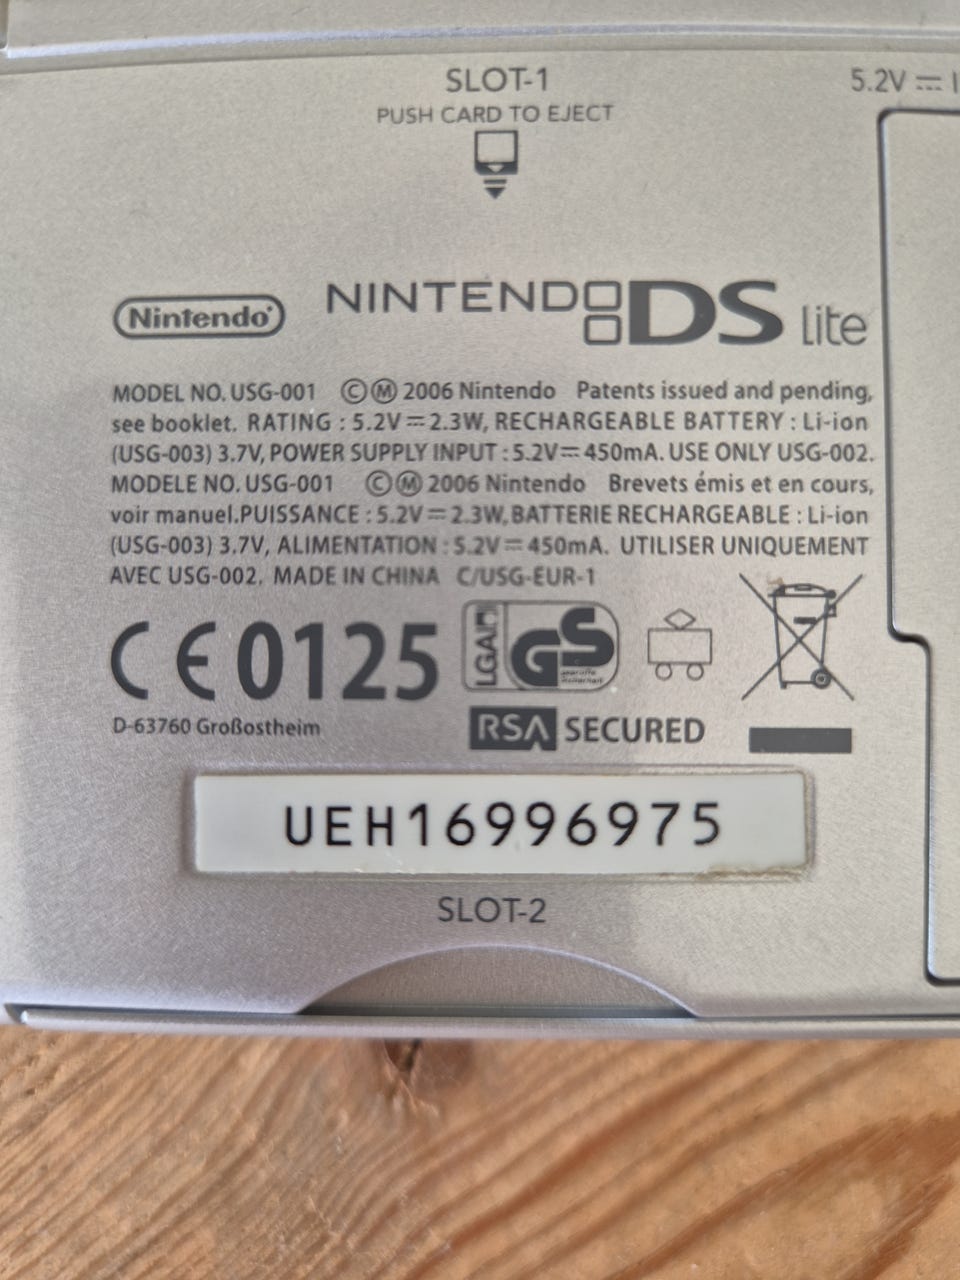 SLOT-1
PUSH CARD TO EJECT
5.2V ⎓
Nintendo®
NINTENDO DS lite
MODEL NO. USG-001 ©Ⓜ 2006 Nintendo Patents issued and pending,
see booklet. RATING : 5.2V⎓2.3W, RECHARGEABLE BATTERY : Li-ion
(USG-003) 3.7V, POWER SUPPLY INPUT : 5.2V⎓450mA. USE ONLY USG-002.
MODELE NO. USG-001 ©Ⓜ 2006 Nintendo Brevets émis et en cours,
voir manuel.PUISSANCE : 5.2V⎓2.3W, BATTERIE RECHARGEABLE : Li-ion
(USG-003) 3.7V, ALIMENTATION : 5.2V⎓450mA. UTILISER UNIQUEMENT
AVEC USG-002. MADE IN CHINA C/USG-EUR-1
CE0125 LGAI GS
D-63760 Großostheim
RSA SECURED
UEH16996975
SLOT-2